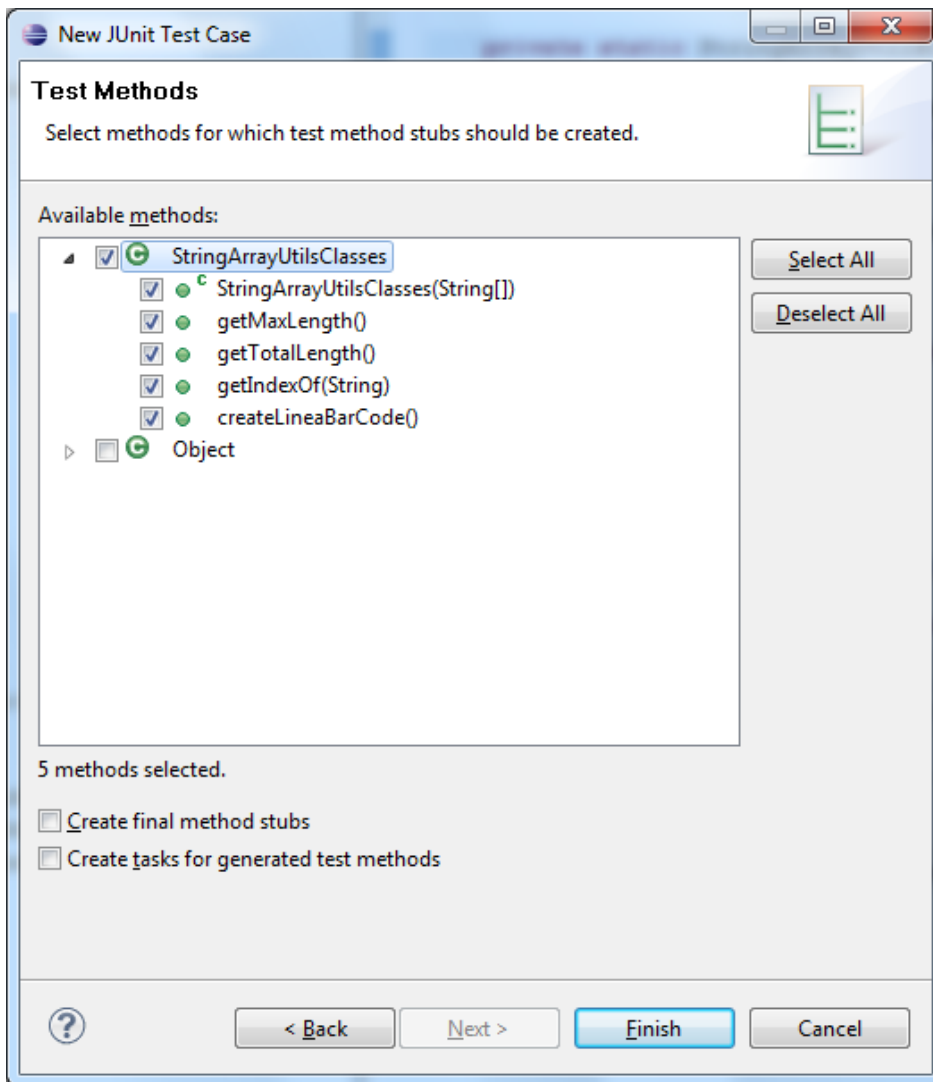 New JUnit Test Case
Test Methods
Select methods for which test method stubs should be created.
Available methods:
StringArrayUtilsClasses
C StringArrayUtilsClasses(String[])
getMaxLength()
getTotalLength()
getIndexOf(String)
createLineaBarCode()
Object
Select All
Deselect All
5 methods selected.
Create final method stubs
Create tasks for generated test methods
< Back
Next >
Finish
Cancel